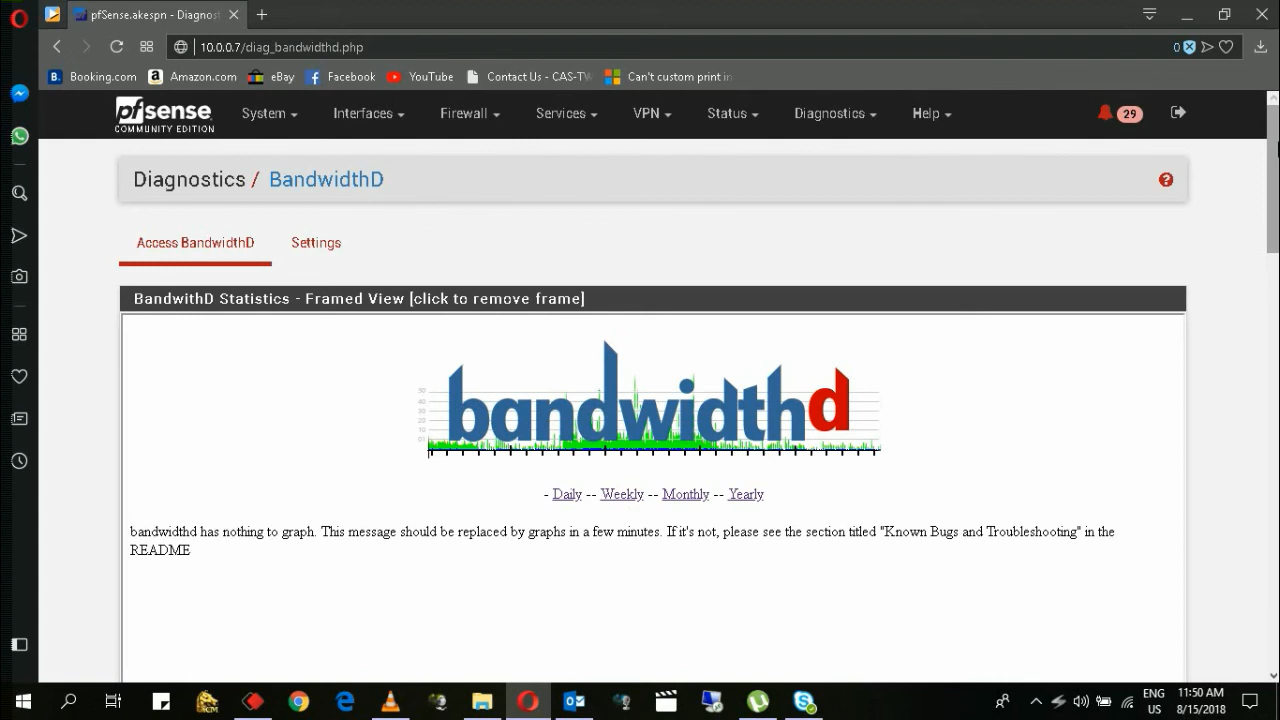 pfSense.akespn - Diagnost
10.0.0.7/diag_bandwidthd.php
0
Booking.com
Amazon.com
eBay
Facebook
YouTube
Contact Us - CAS-TW
Can't custom print in
pfsense
COMMUNITY EDITION
System
Interfaces
Firewall
Services
VPN
Status
Diagnostics
Help
29
Diagnostics / BandwidthD
Access BandwidthD
Settings
BandwithD Statistics - Framed View [click to remove frame]
bandwidthd
- Daily -- Weekly -- Monthly -- Yearly
bandwidthd has nothing to graph. This message should be replaced by graphs in a few minutes. If it's not, please see the section titled "Known Bugs and Troubleshooting" in the
README
ENG
US
11:50 AM
8/15/2018